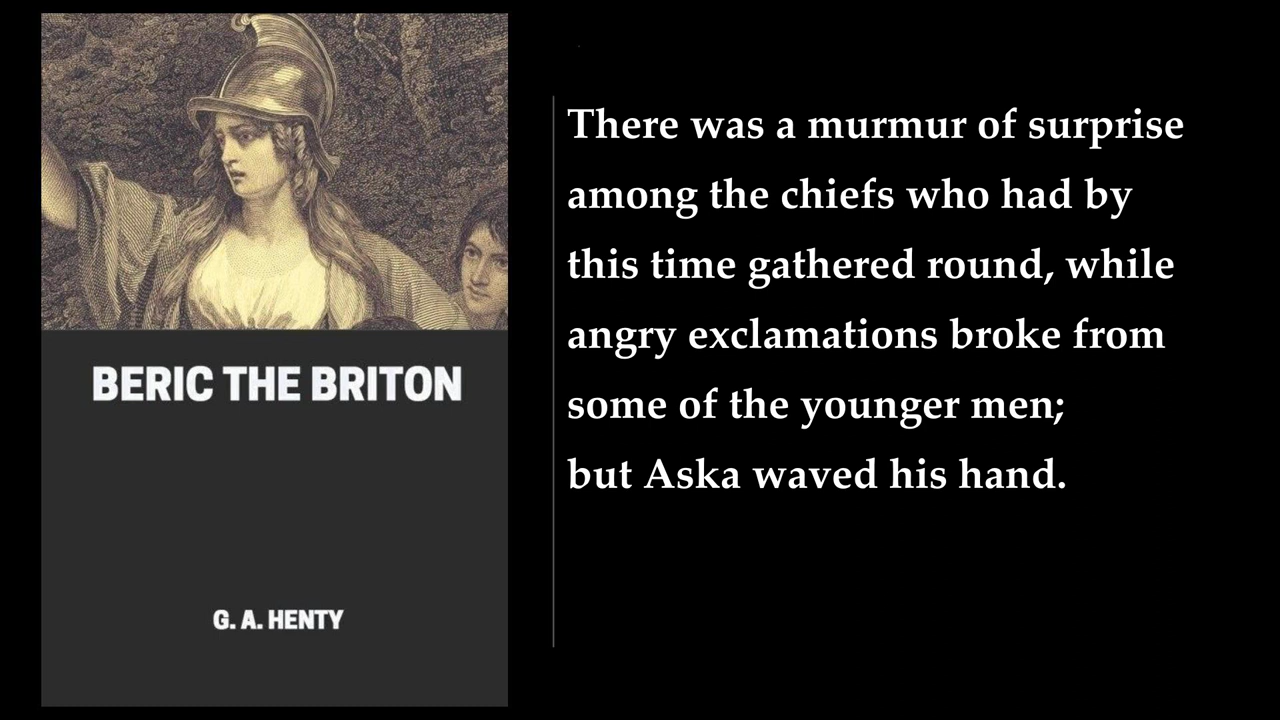 BERIC THE BRITON
G. A. HENTY
There was a murmur of surprise
among the chiefs who had by
this time gathered round, while
angry exclamations broke from
some of the younger men;
but Aska waved his hand.